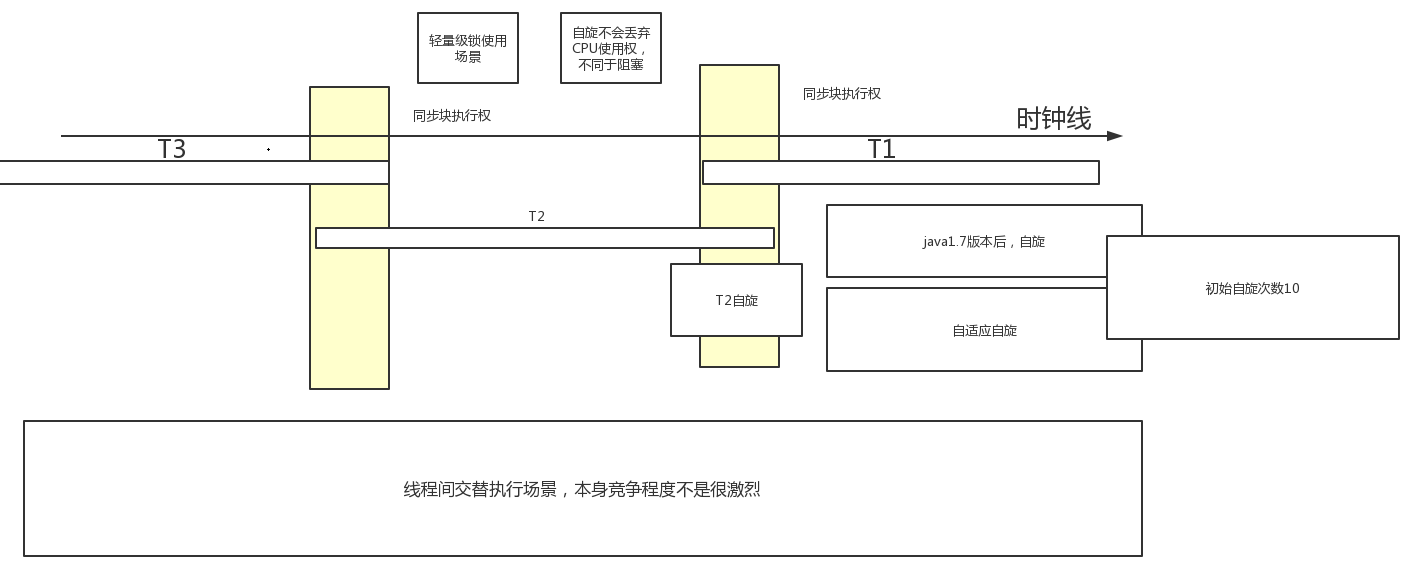 轻量级锁使用
场景
自旋不会丢弃
CPU使用权，
不同于阻塞
同步块执行权
同步块执行权
时钟线
T3
T1
T2
java1.7版本后，自旋
T2自旋
初始自旋次数10
自适应自旋
线程间交替执行场景，本身竞争程度不是很激烈